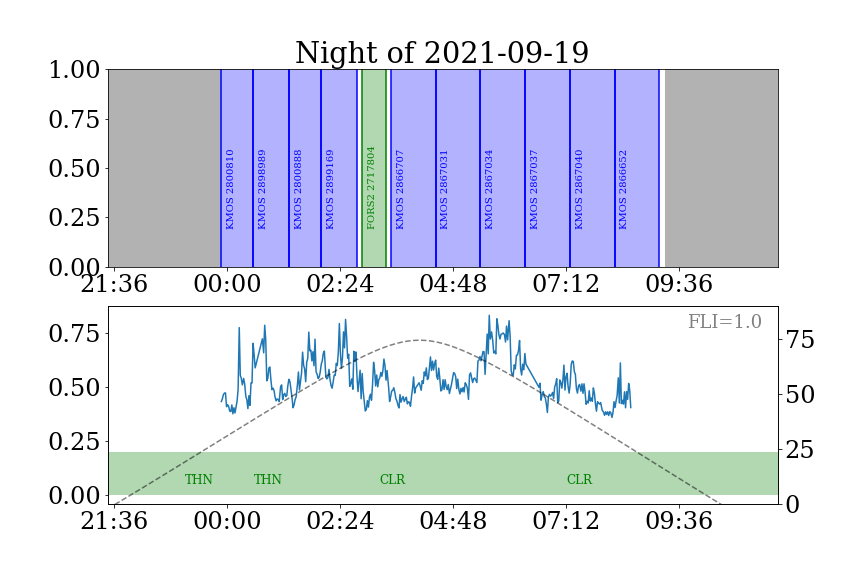 Night of 2021-09-19
1.00
0.75
0.50
0.25
0.00
KMOS 2800810
KMOS 2898989
KMOS 2800888
KMOS 2899169
FORS2 2717804
KMOS 2866707
KMOS 2867031
KMOS 2867034
KMOS 2867037
KMOS 2867040
KMOS 2866652
21:36 00:00 02:24 04:48 07:12 09:36
FLI=1.0
0.75
0.50
0.25
0.00
75
50
25
0
THN THN CLR CLR
21:36 00:00 02:24 04:48 07:12 09:36